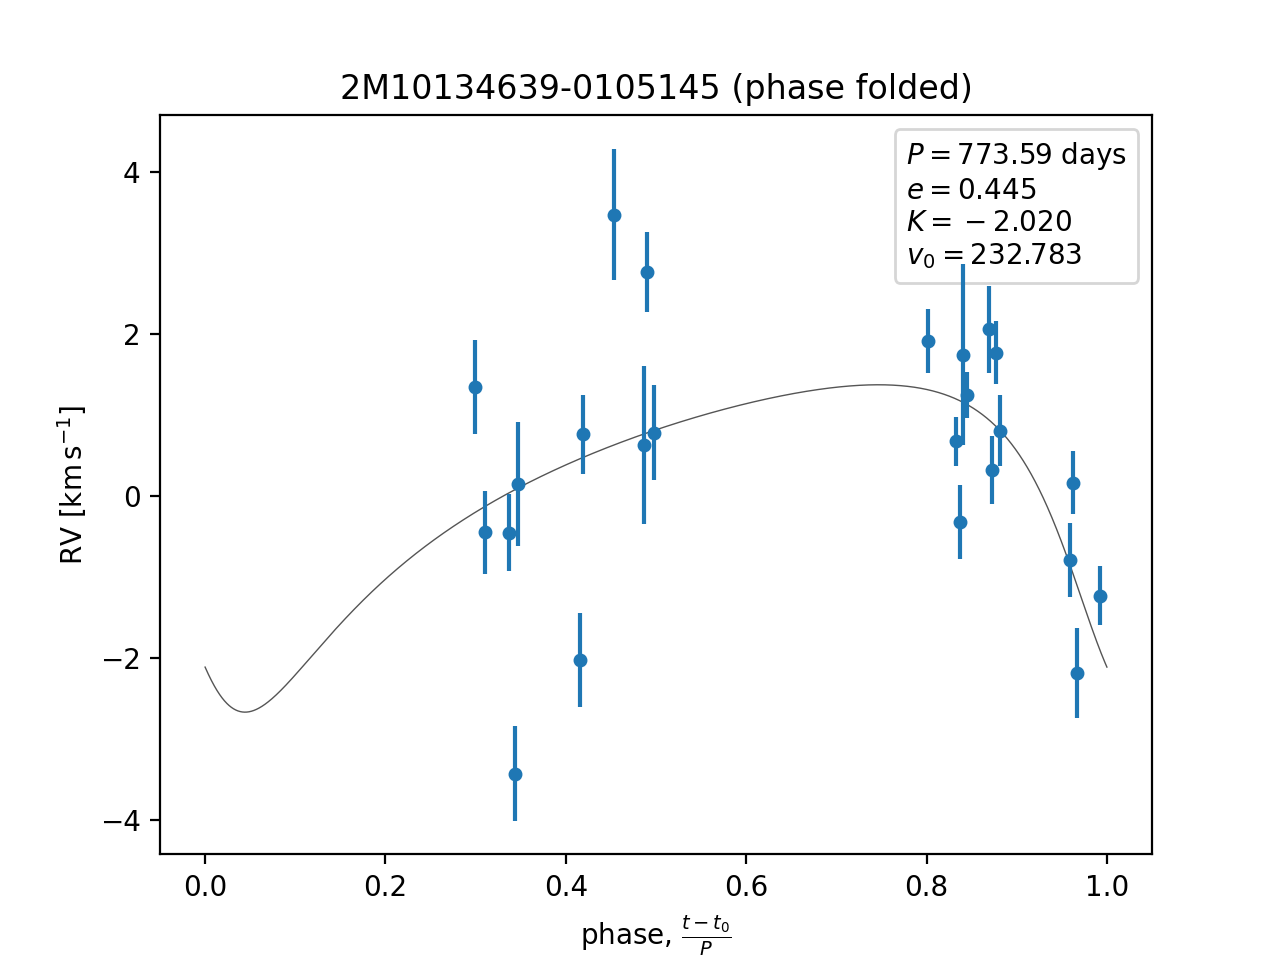 2M10134639-0105145 (phase folded)
P = 773.59 days
e = 0.445
K = −2.020
v₀ = 232.783
RV [km s⁻¹]
4
2
0
−2
−4
0.0 0.2 0.4 0.6 0.8 1.0
phase, (t − t₀)/P